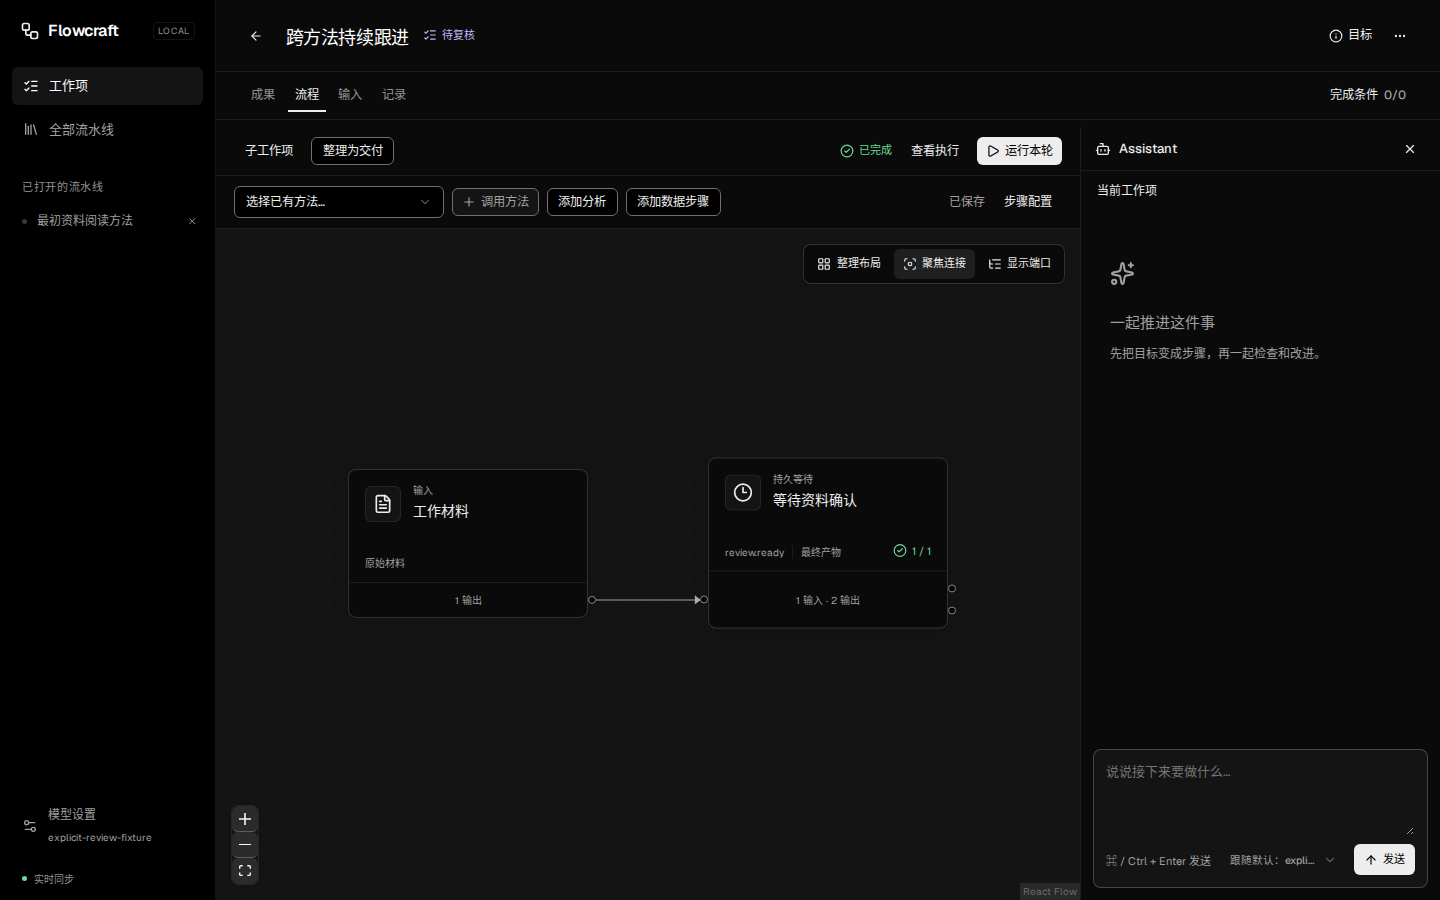 Flowcraft LOCAL
工作项
全部流水线
已打开的流水线
最初资料阅读方法
模型设置
explicit-review-fixture
实时同步
跨方法持续跟进 待复核
目标
成果 流程 输入 记录
完成条件 0/0
子工作项 整理为交付
已完成 查看执行 运行本轮
选择已有方法... 调用方法 添加分析 添加数据步骤
已保存 步骤配置
整理布局 聚焦连接 显示端口
输入
工作材料
原始材料
1 输出
持久等待
等待资料确认
review.ready 最终产物 1 / 1
1 输入 · 2 输出
React Flow
Assistant
当前工作项
一起推进这件事
先把目标变成步骤，再一起检查和改进。
说说接下来要做什么...
⌘ / Ctrl + Enter 发送 跟随默认：expli... 发送